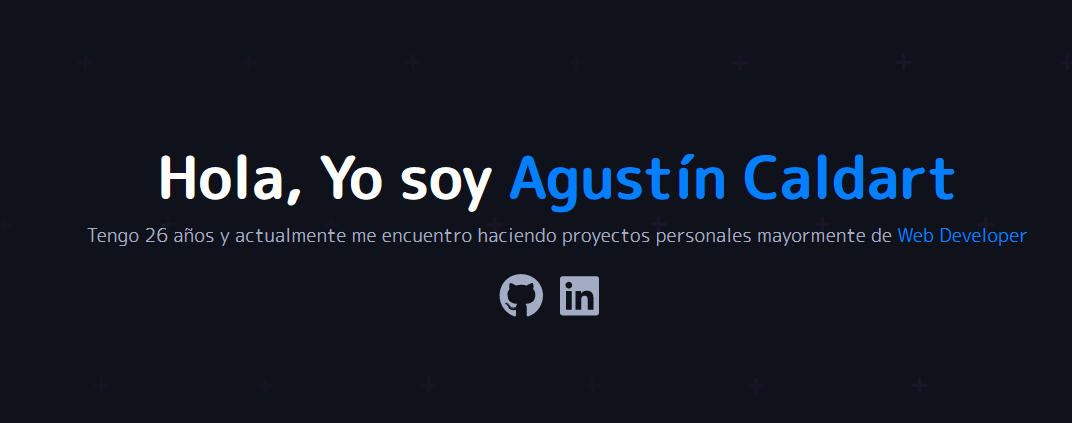 Hola, Yo soy Agustín Caldart
Tengo 26 años y actualmente me encuentro haciendo proyectos personales mayormente de Web Developer
in